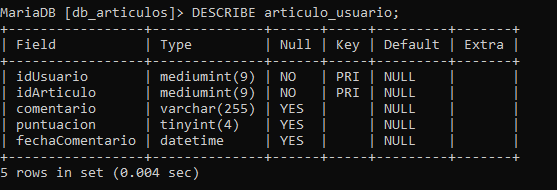 MariaDB [db_articulos]> DESCRIBE articulo_usuario;
+-----------------+--------------+------+-----+---------+-------+
| Field           | Type         | Null | Key | Default | Extra |
+-----------------+--------------+------+-----+---------+-------+
| idUsuario       | mediumint(9) | NO   | PRI | NULL    |       |
| idArticulo      | mediumint(9) | NO   | PRI | NULL    |       |
| comentario      | varchar(255) | YES  |     | NULL    |       |
| puntuacion      | tinyint(4)   | YES  |     | NULL    |       |
| fechaComentario | datetime     | YES  |     | NULL    |       |
+-----------------+--------------+------+-----+---------+-------+
5 rows in set (0.004 sec)